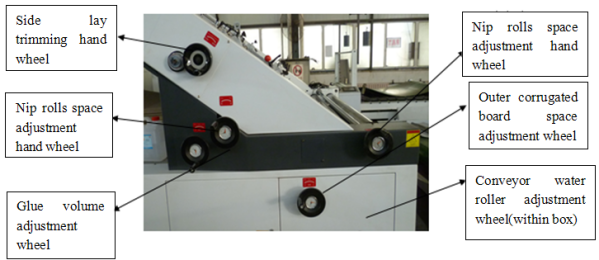 Side lay
trimming hand
wheel
Nip rolls space
adjustment
hand wheel
Glue volume
adjustment
wheel
Nip rolls space
adjustment hand
wheel
Outer corrugated
board space
adjustment wheel
Conveyor water
roller adjustment
wheel(within box)